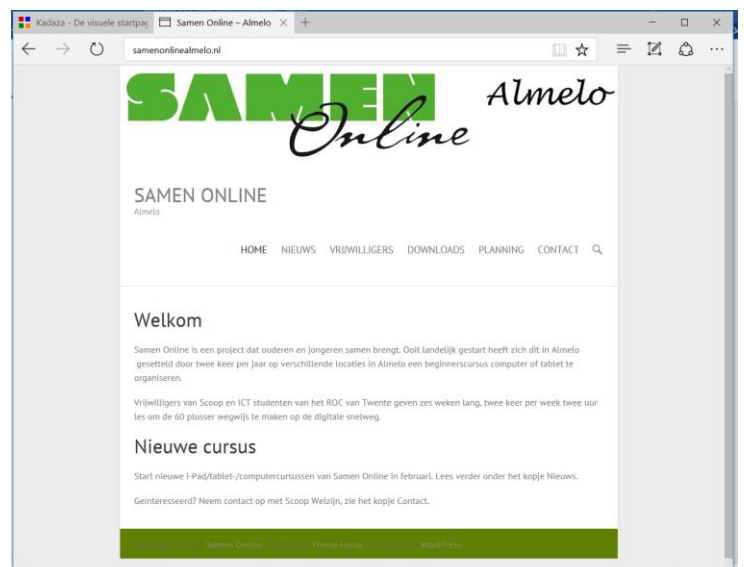 Kadaza - De visuele startpag
Samen Online – Almelo
samenonlinealmelo.nl
SAMEN
Online
Almelo
SAMEN ONLINE
Almelo
HOME NIEUWS VRIJWILLIGERS DOWNLOADS PLANNING CONTACT
Welkom
Samen Online is een project dat ouderen en jongeren samen brengt. Ooit landelijk gestart heeft zich dit in Almelo
gesetteld door twee keer per jaar op verschillende locaties in Almelo een beginnerscursus computer of tablet te
organiseren.
Vrijwilligers van Scoop en ICT studenten van het ROC van Twente geven zes weken lang, twee keer per week twee uur
les om de 60 plusser wegwijs te maken op de digitale snelweg.
Nieuwe cursus
Start nieuwe I-Pad/tablet-/computercursussen van Samen Online in februari. Lees verder onder het kopje Nieuws.
Geïnteresseerd? Neem contact op met Scoop Welzijn, zie het kopje Contact.
Samen Online Theme Horse WordPress